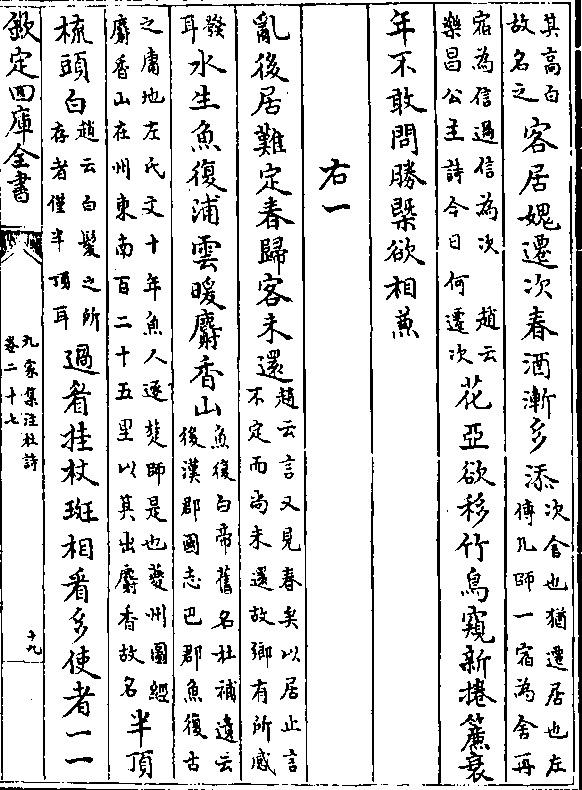 其高白
故名之
客居媿遷次春酒漸多添
次舍也猶遷居也左
傳凡師一宿為舍再
宿為信過信為次 趙云
樂昌公主詩今日何遷次
花亞欲移竹鳥窺新捲簾衰
年不敢問勝槩欲相兼
右一
亂後居難定春歸客未還
趙云言又見春矣以居止言
不定而尚未還故鄉有所感
發
耳
水生魚復浦雲暖麝香山
魚復白帝舊名杜補遺云
後漢郡國志巴郡魚復古
之庸地左氏文十年魚人逐楚師是也夔州圖經
麝香山在州東南百二十五里以其出麝香故名
半頂
梳頭白
趙云白髮之所
存者僅半頂耳
過眉拄杖斑相看多使者一一
欽定四庫全書
九家集注杜詩
卷二十七
十九